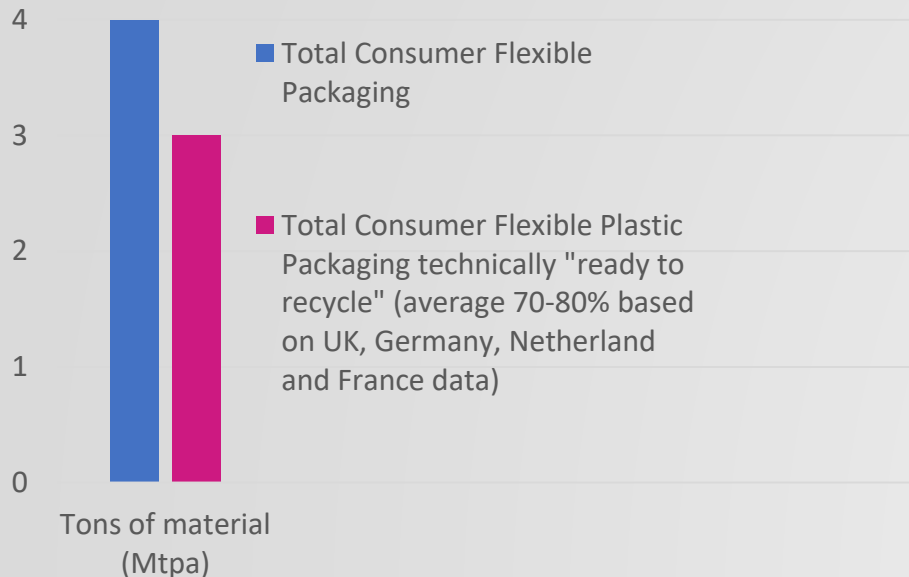 4
3
2
1
0
Total Consumer Flexible
Packaging
Total Consumer Flexible Plastic
Packaging technically "ready to
recycle" (average 70-80% based
on UK, Germany, Netherland
and France data)
Tons of material
(Mtpa)